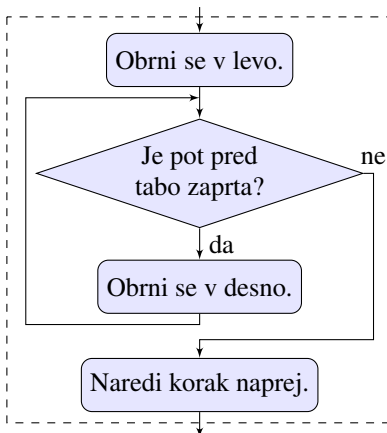 Obrni se v levo.
Je pot pred
tabo zaprta?
ne
da
Obrni se v desno.
Naredi korak naprej.